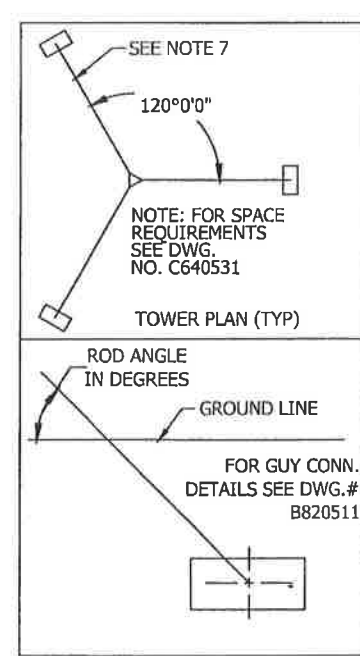 SEE NOTE 7
120°0'0"
NOTE: FOR SPACE
REQUIREMENTS
SEE DWG.
NO. C640531
TOWER PLAN (TYP)
ROD ANGLE
IN DEGREES
GROUND LINE
FOR GUY CONN.
DETAILS SEE DWG.#
B820511